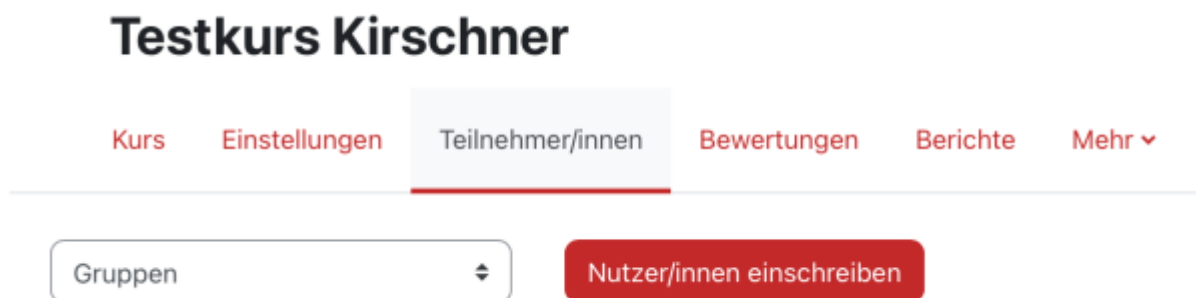 Testkurs Kirschner
Kurs Einstellungen Teilnehmer/innen Bewertungen Berichte Mehr
Gruppen Nutzer/innen einschreiben